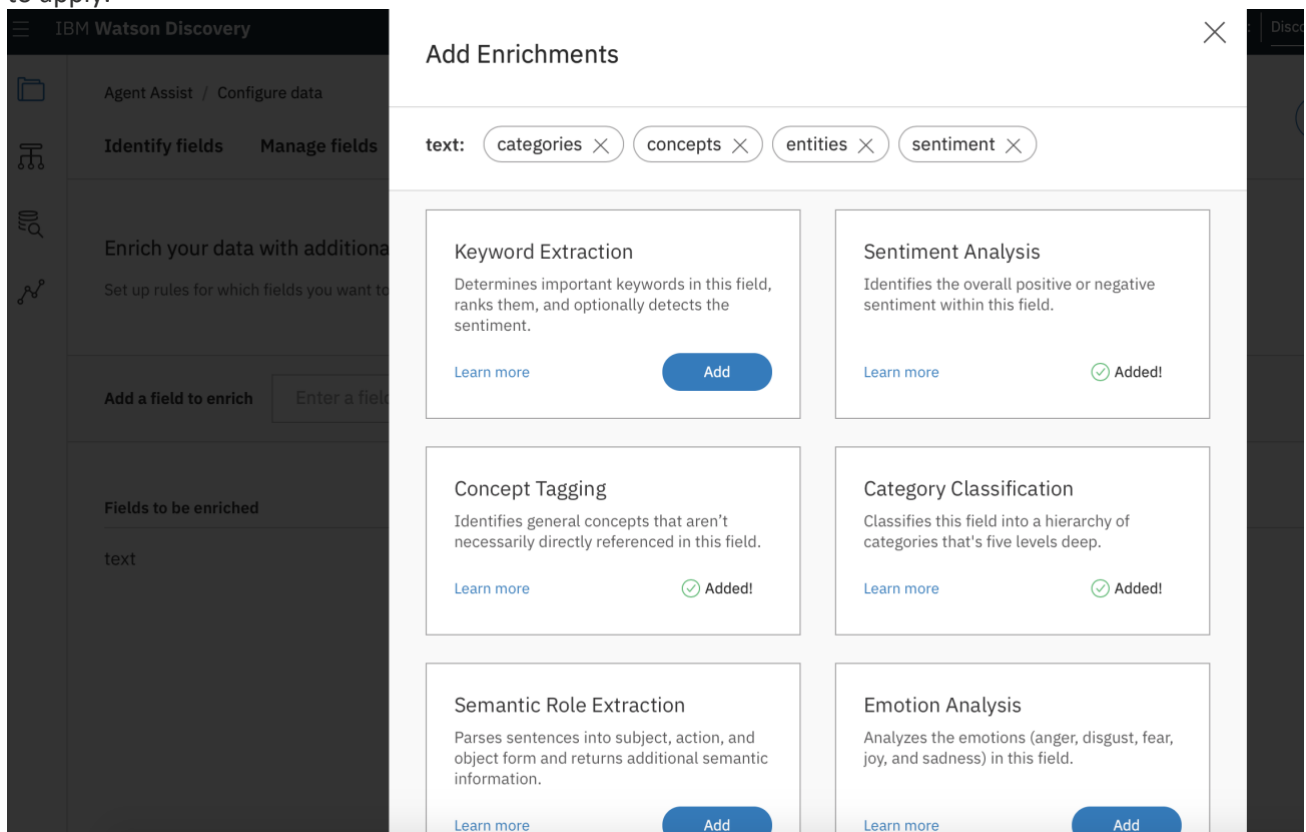 to apply.
IBM Watson Discovery
Disco
Add Enrichments
Agent Assist / Configure data
Identify fields Manage fields
text: categories concepts entities sentiment
Enrich your data with additiona
Set up rules for which fields you want to
Add a field to enrich Enter a field
Fields to be enriched
text
Keyword Extraction
Determines important keywords in this field,
ranks them, and optionally detects the
sentiment.
Learn more Add
Sentiment Analysis
Identifies the overall positive or negative
sentiment within this field.
Learn more Added!
Concept Tagging
Identifies general concepts that aren’t
necessarily directly referenced in this field.
Learn more Added!
Category Classification
Classifies this field into a hierarchy of
categories that's five levels deep.
Learn more Added!
Semantic Role Extraction
Parses sentences into subject, action, and
object form and returns additional semantic
information.
Learn more Add
Emotion Analysis
Analyzes the emotions (anger, disgust, fear,
joy, and sadness) in this field.
Learn more Add